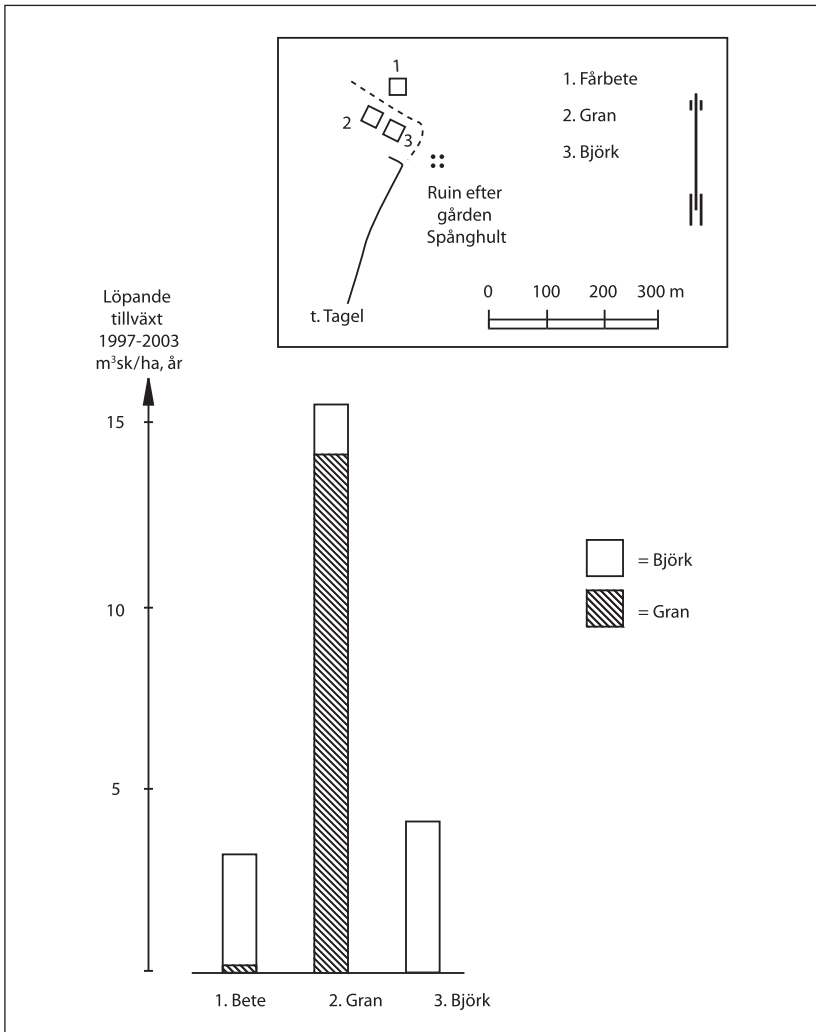 1
2
3
1. Fårbete
2. Gran
3. Björk
Ruin efter
gården
Spånghult
t. Tagel
0 100 200 300 m
Löpande
tillväxt
1997-2003
m³sk/ha, år
15
10
5
= Björk
= Gran
1. Bete 2. Gran 3. Björk